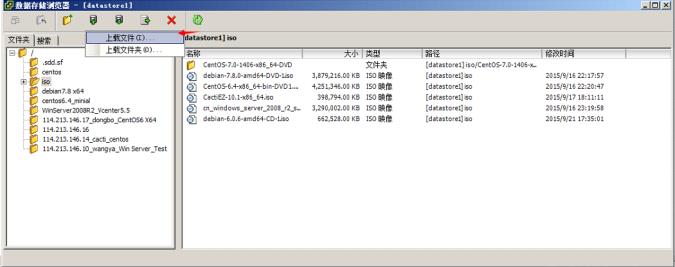 数据存储浏览器 - [datastore1]
上载文件(I)...
上载文件夹(O)...
文件夹 搜索
[datastore1] iso
/
.sdd.sf
centos
iso
debian7.8 x64
centos6.4_minial
WinServer2008R2_Vcenter5.5
114.213.146.17_dongbo_CentOS6 X64
114.213.146.16
114.213.146.14_cacti_centos
114.213.146.10_wangya_Win Server_Test
名称 大小 类型 路径 修改时间
CentOS-7.0-1406-x86_64-DVD 文件夹 [datastore1] iso/CentOS-7.0-1406-x...
debian-7.8.0-amd64-DVD-1.iso 3,879,216.00 KB ISO 映像 [datastore1] iso 2015/9/16 22:17:57
CentOS-6.4-x86_64-bin-DVD1.... 4,251,346.00 KB ISO 映像 [datastore1] iso 2015/9/16 22:20:47
CactiEZ-10.1-x86_64.iso 398,794.00 KB ISO 映像 [datastore1] iso 2015/9/17 18:11:11
cn_windows_server_2008_r2_s... 3,290,002.00 KB ISO 映像 [datastore1] iso 2015/9/16 23:19:58
debian-6.0.6-amd64-CD-1.iso 662,528.00 KB ISO 映像 [datastore1] iso 2015/9/21 17:35:01